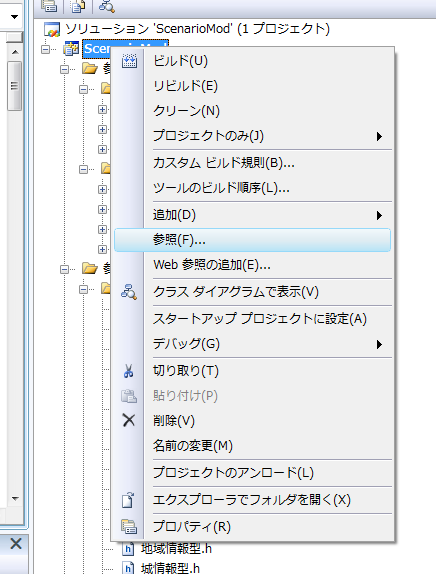 ソリューション 'ScenarioMod' (1 プロジェクト)
ScenarioMod
ビルド(U)
リビルド(E)
クリーン(N)
プロジェクトのみ(J)
カスタム ビルド規則(B)...
ツールのビルド順序(L)...
追加(D)
参照(F)...
Web 参照の追加(E)...
クラス ダイアグラムで表示(V)
スタートアップ プロジェクトに設定(A)
デバッグ(G)
切り取り(T)
貼り付け(P)
削除(V)
名前の変更(M)
プロジェクトのアンロード(L)
エクスプローラでフォルダを開く(X)
プロパティ(R)
地域情報型.h
城情報型.h